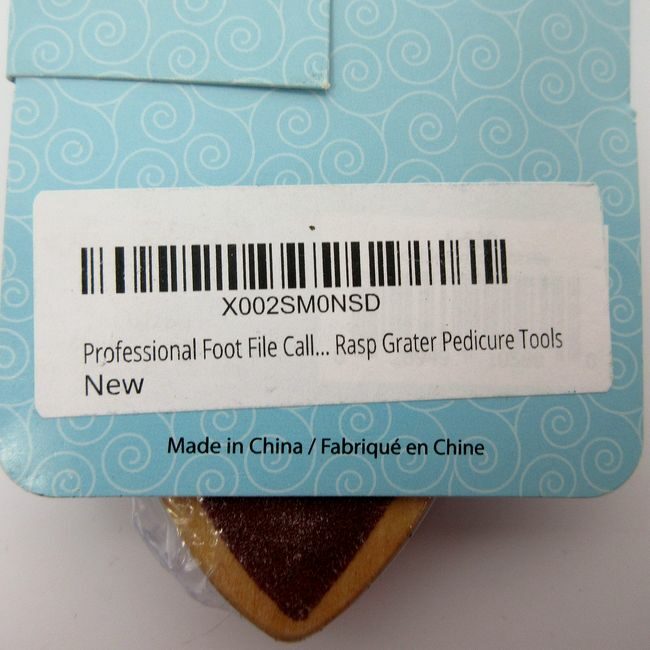 X002SM0NSD
Professional Foot File Call... Rasp Grater Pedicure Tools
New
Made in China / Fabriqué en Chine